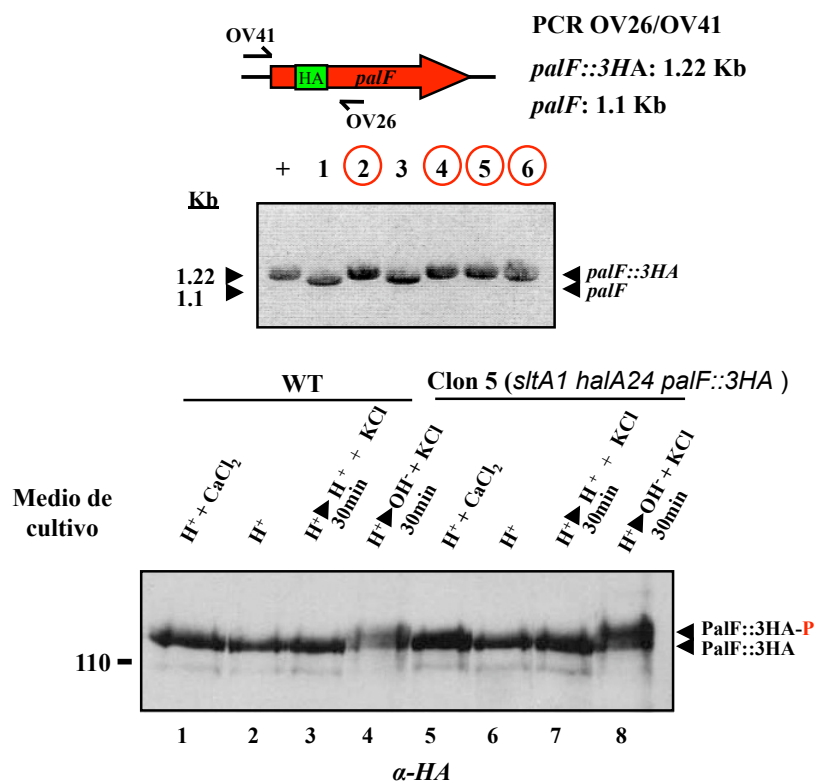 OV41
HA
palF
OV26
PCR OV26/OV41
palF::3HA: 1.22 Kb
palF: 1.1 Kb
+ 1 2 3 4 5 6
Kb
1.22
1.1
palF::3HA
palF
WT
Clon 5 (sltA1 halA24 palF::3HA )
Medio de
cultivo
H⁺ + CaCl₂
H⁺
H⁺▶H⁺ + KCl
30min
H⁺▶OH⁻+ KCl
30min
H⁺ + CaCl₂
H⁺
H⁺▶H⁺ + KCl
30min
H⁺▶OH⁻+ KCl
30min
110
PalF::3HA-P
PalF::3HA
1 2 3 4 5 6 7 8
α-HA